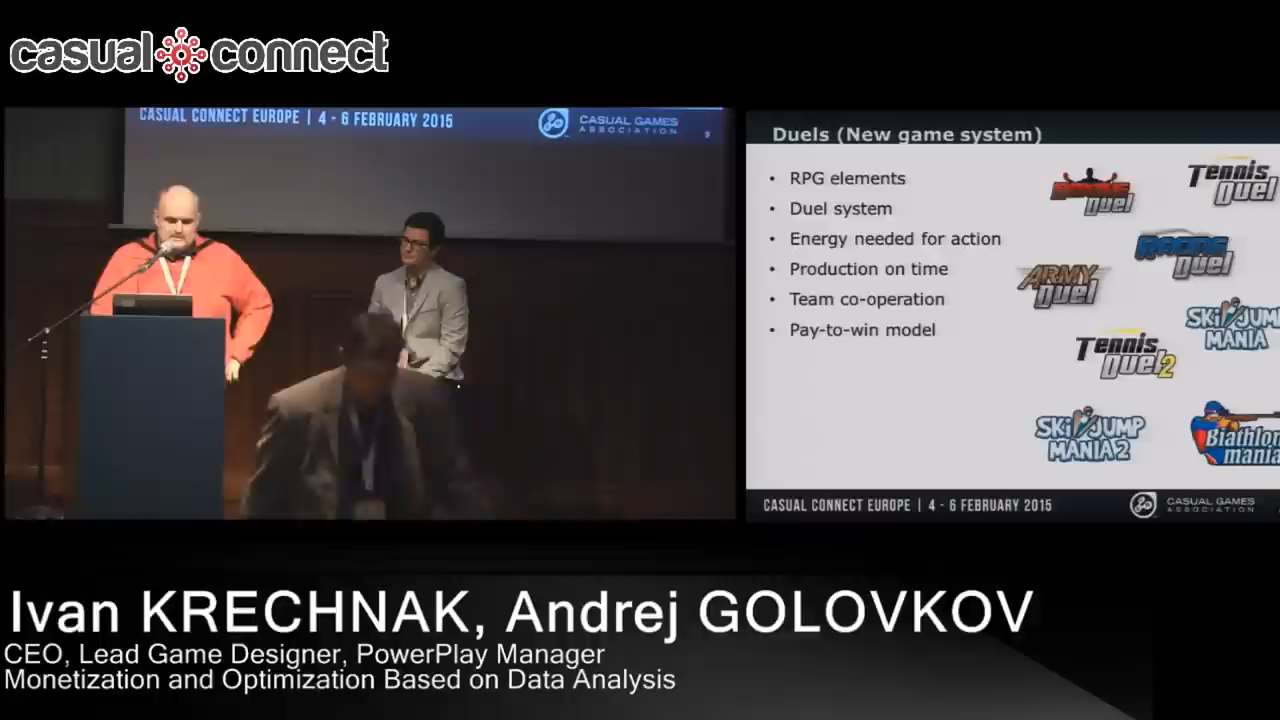 casual connect
CASUAL CONNECT EUROPE | 4 - 6 FEBRUARY 2015
CASUAL GAMES
ASSOCIATION
9
Duels (New game system)
• RPG elements
• Duel system
• Energy needed for action
• Production on time
• Team co-operation
• Pay-to-win model
BOXING
Duel
Tennis
Duel
RACING
Duel
ARMY
Duel
SKi JUMP
MANIA
Tennis
Duel2
SKi JUMP
MANIA2
Biathlon
mania
CASUAL CONNECT EUROPE | 4 - 6 FEBRUARY 2015
CASUAL GAMES
ASSOCIATION
Ivan KRECHNAK, Andrej GOLOVKOV
CEO, Lead Game Designer, PowerPlay Manager
Monetization and Optimization Based on Data Analysis